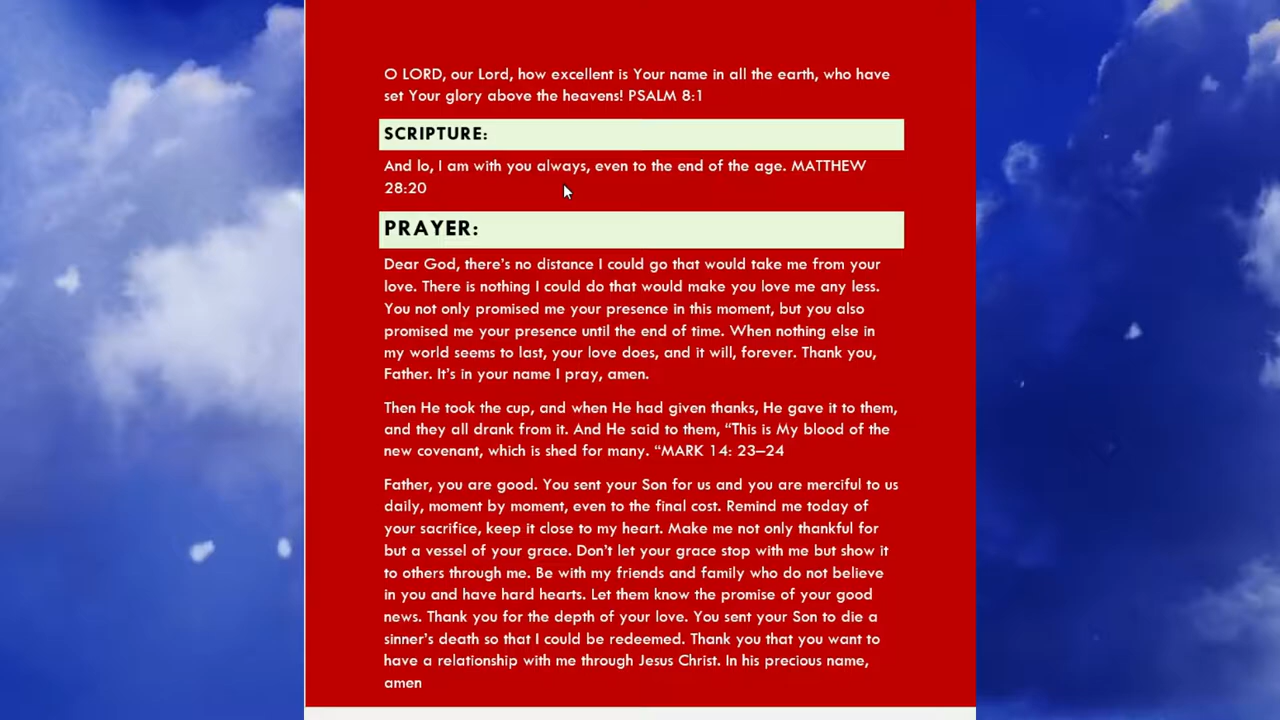 O LORD, our Lord, how excellent is Your name in all the earth, who have
set Your glory above the heavens! PSALM 8:1
SCRIPTURE:
And lo, I am with you always, even to the end of the age. MATTHEW
28:20
PRAYER:
Dear God, there's no distance I could go that would take me from your
love. There is nothing I could do that would make you love me any less.
You not only promised me your presence in this moment, but you also
promised me your presence until the end of time. When nothing else in
my world seems to last, your love does, and it will, forever. Thank you,
Father. It's in your name I pray, amen.
Then He took the cup, and when He had given thanks, He gave it to them,
and they all drank from it. And He said to them, “This is My blood of the
new covenant, which is shed for many. “MARK 14: 23–24
Father, you are good. You sent your Son for us and you are merciful to us
daily, moment by moment, even to the final cost. Remind me today of
your sacrifice, keep it close to my heart. Make me not only thankful for
but a vessel of your grace. Don't let your grace stop with me but show it
to others through me. Be with my friends and family who do not believe
in you and have hard hearts. Let them know the promise of your good
news. Thank you for the depth of your love. You sent your Son to die a
sinner's death so that I could be redeemed. Thank you that you want to
have a relationship with me through Jesus Christ. In his precious name,
amen